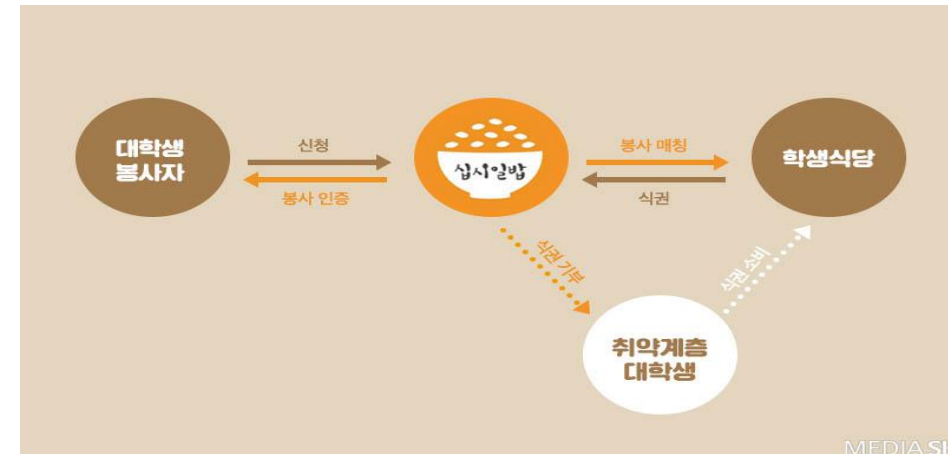 대학생
봉사자
신청
봉사 인증
십시일밥
봉사 매칭
식권
학생식당
식권 기부
식권 소비
취약계층
대학생